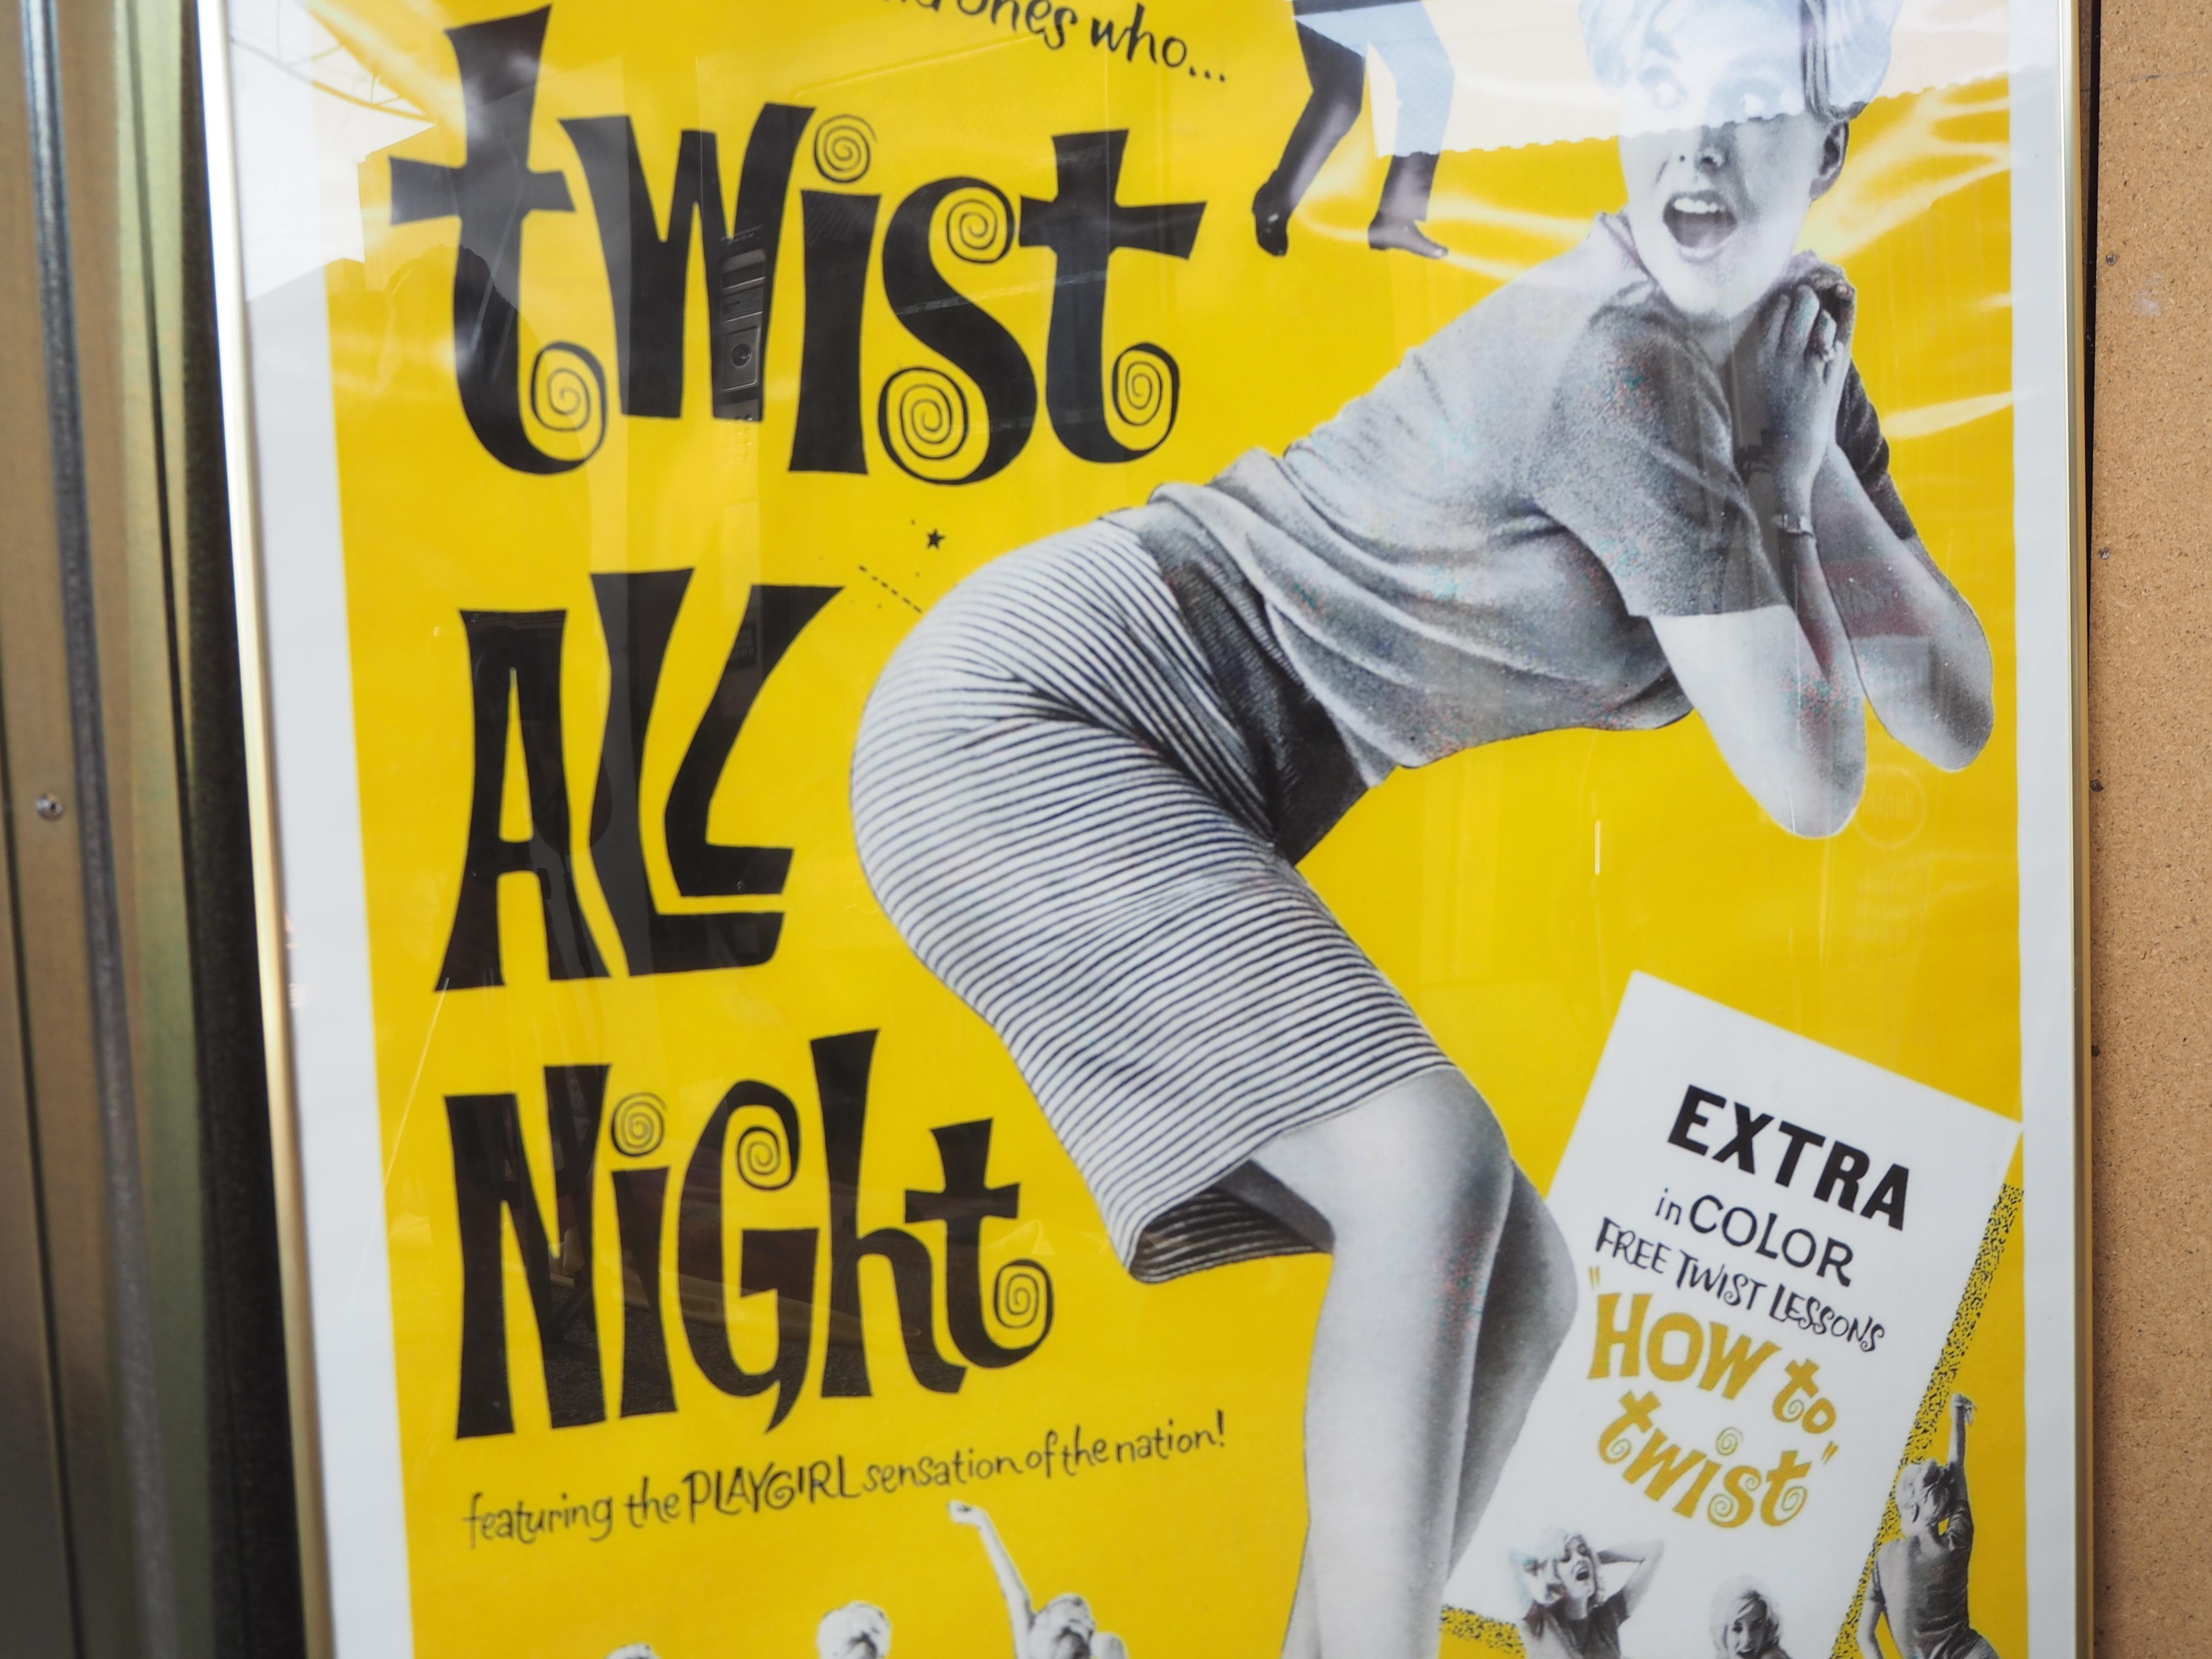 ones who...
twist
ALL
NiGht
featuring the PLAYGIRL sensation of the nation!
EXTRA
in COLOR
FREE TWIST LESSONS
"HOW to
twist"